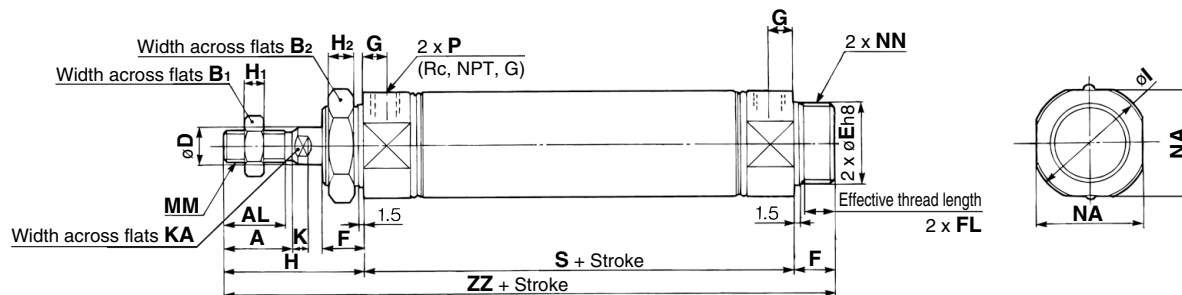 Width across flats B2
H2
G
2 x P
(Rc, NPT, G)
G
2 x NN
Width across flats B1
H1
øI
øD
2 x øEh8
NA
MM
AL
A
K
Width across flats KA
F
1.5
H
S + Stroke
ZZ + Stroke
1.5
F
Effective thread length
2 x FL
NA